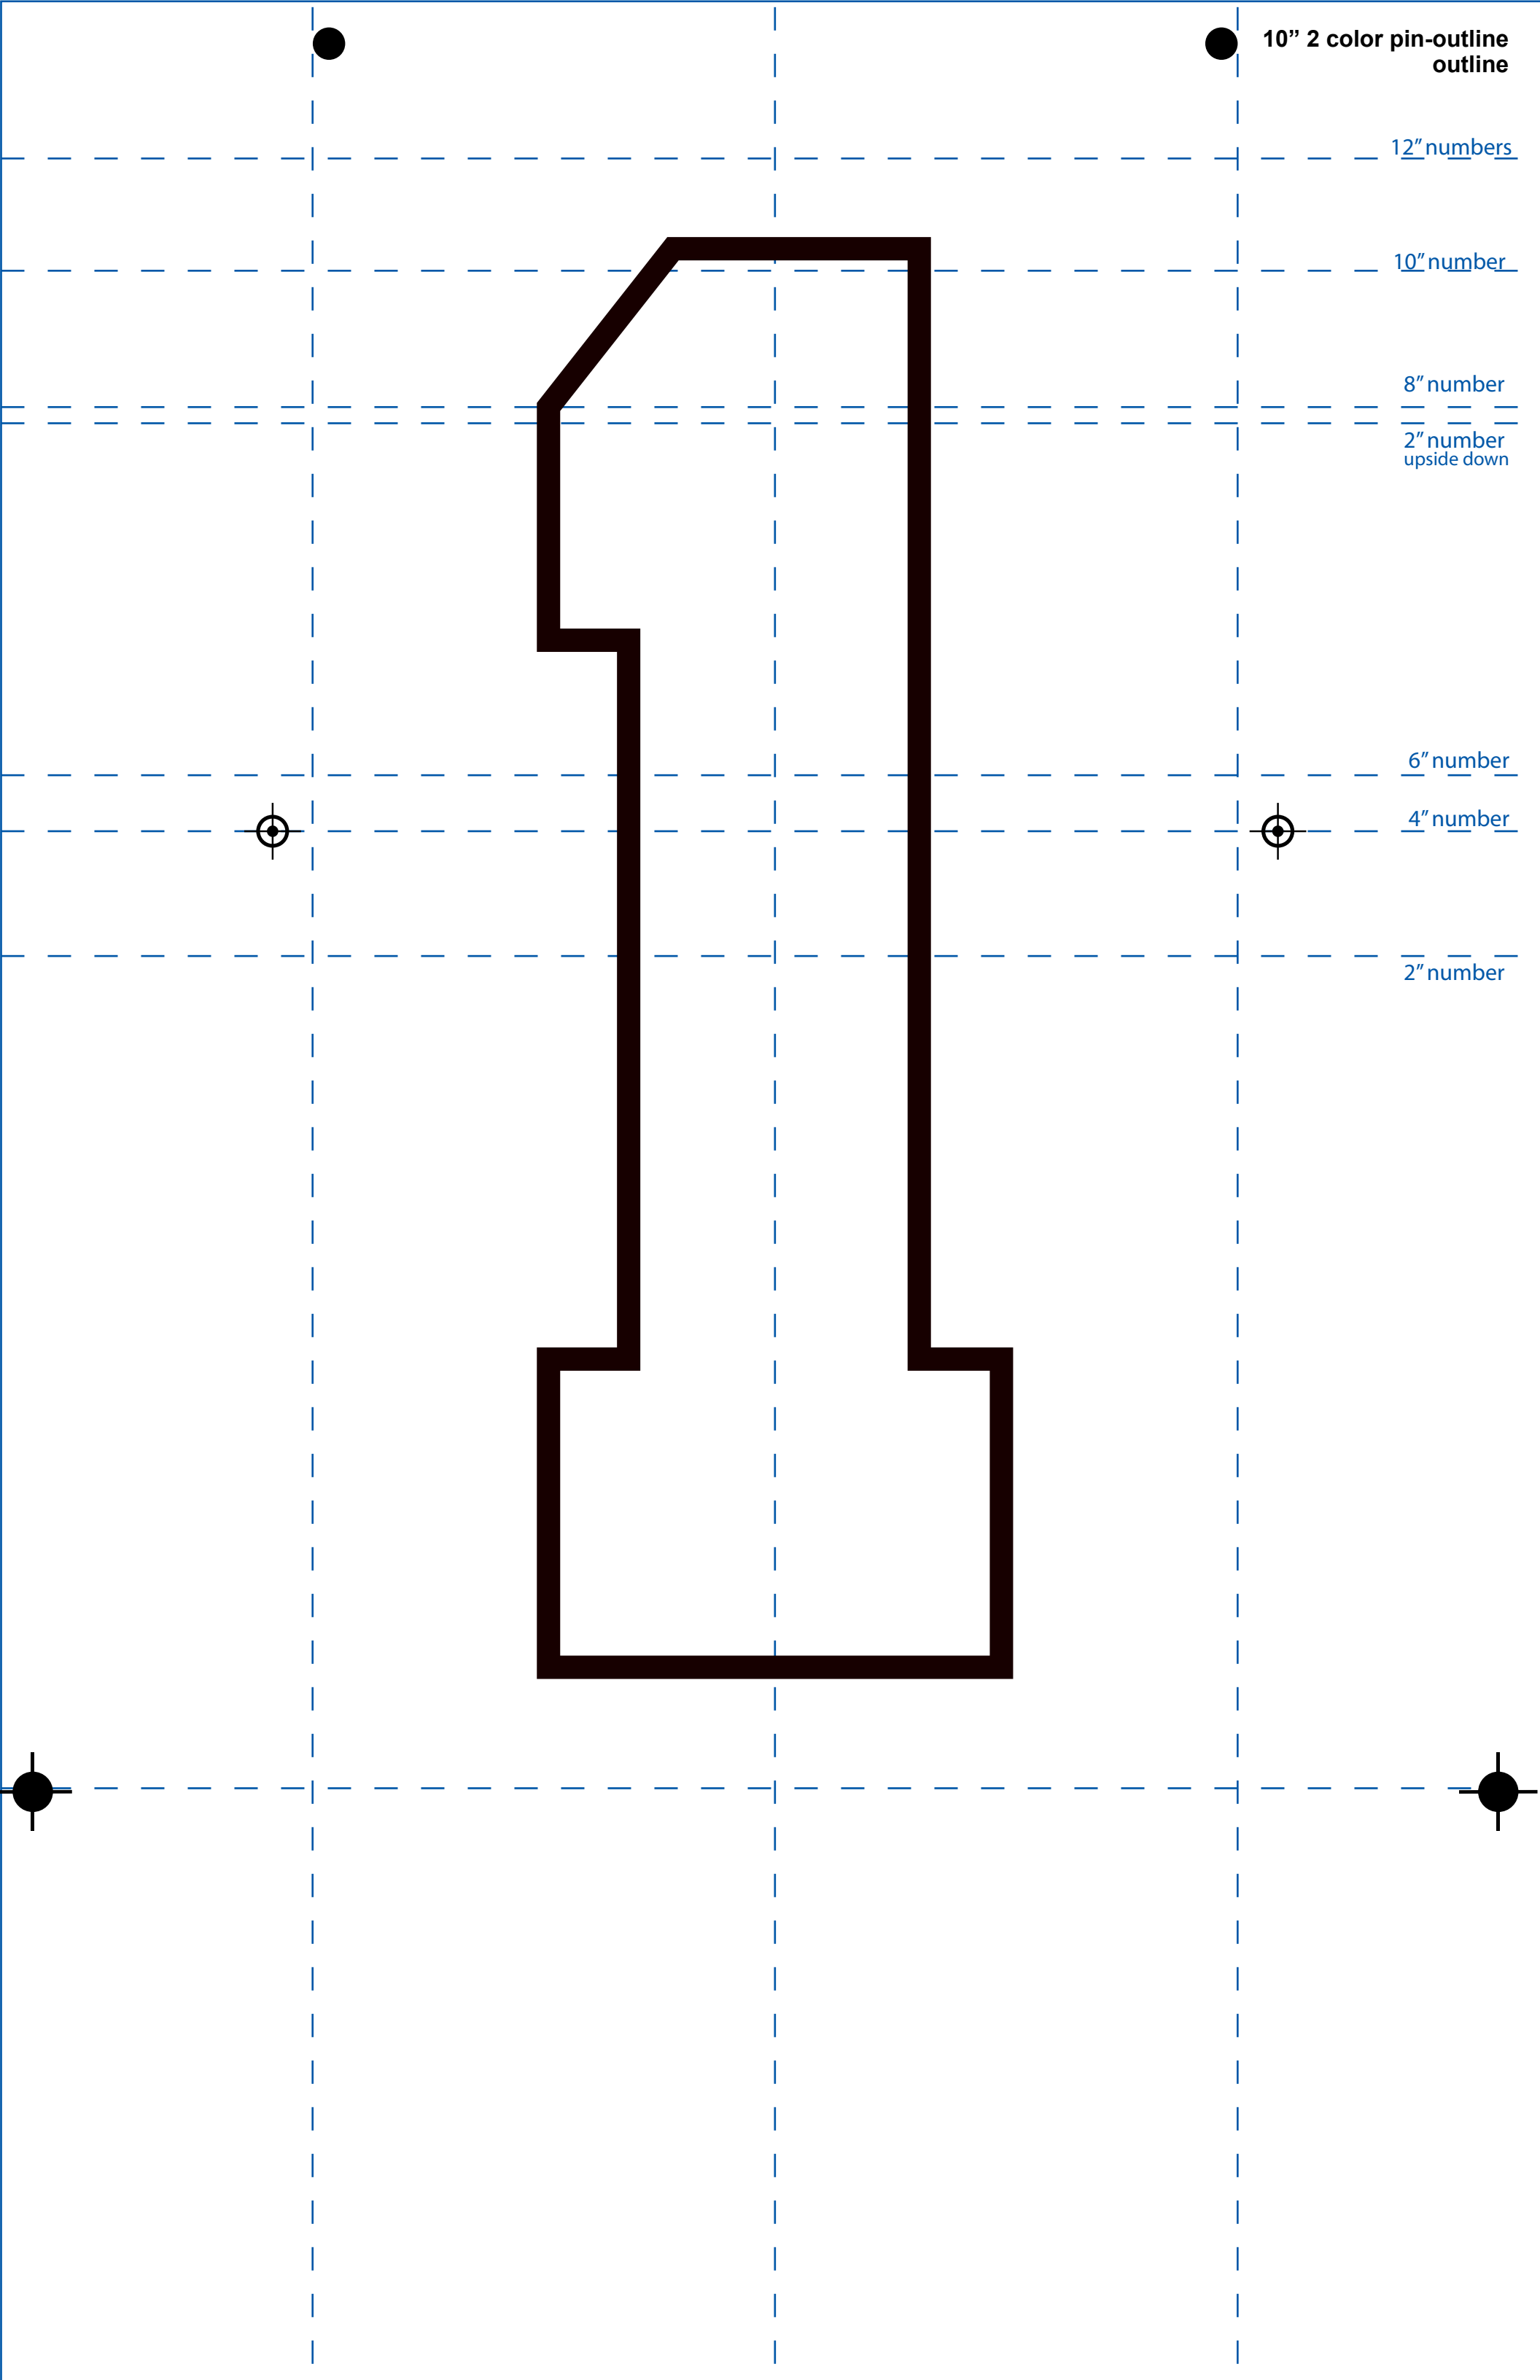 10” 2 color pin-outline
outline
12” numbers
10” number
8” number
2” number
upside down
6” number
4” number
2” number
1